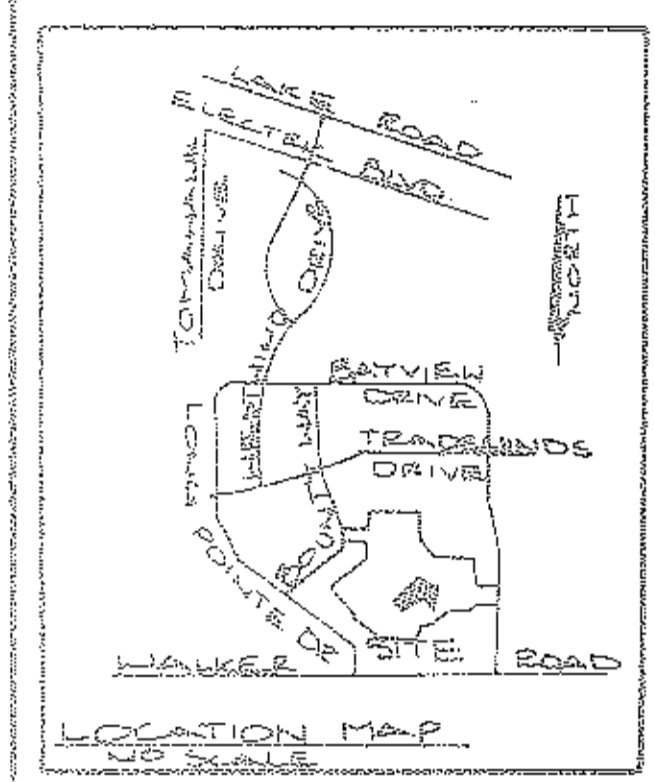 LAKE ROAD
ELECTRA BLVD.
TOMAHAWK
DRIVE
DRIVE
NORTH
BAYVIEW
DRIVE
WAY
LONG
TRADEWINDS
DRIVE
POINTE DR
SITE
WALKER ROAD
LOCATION MAP
NO SCALE